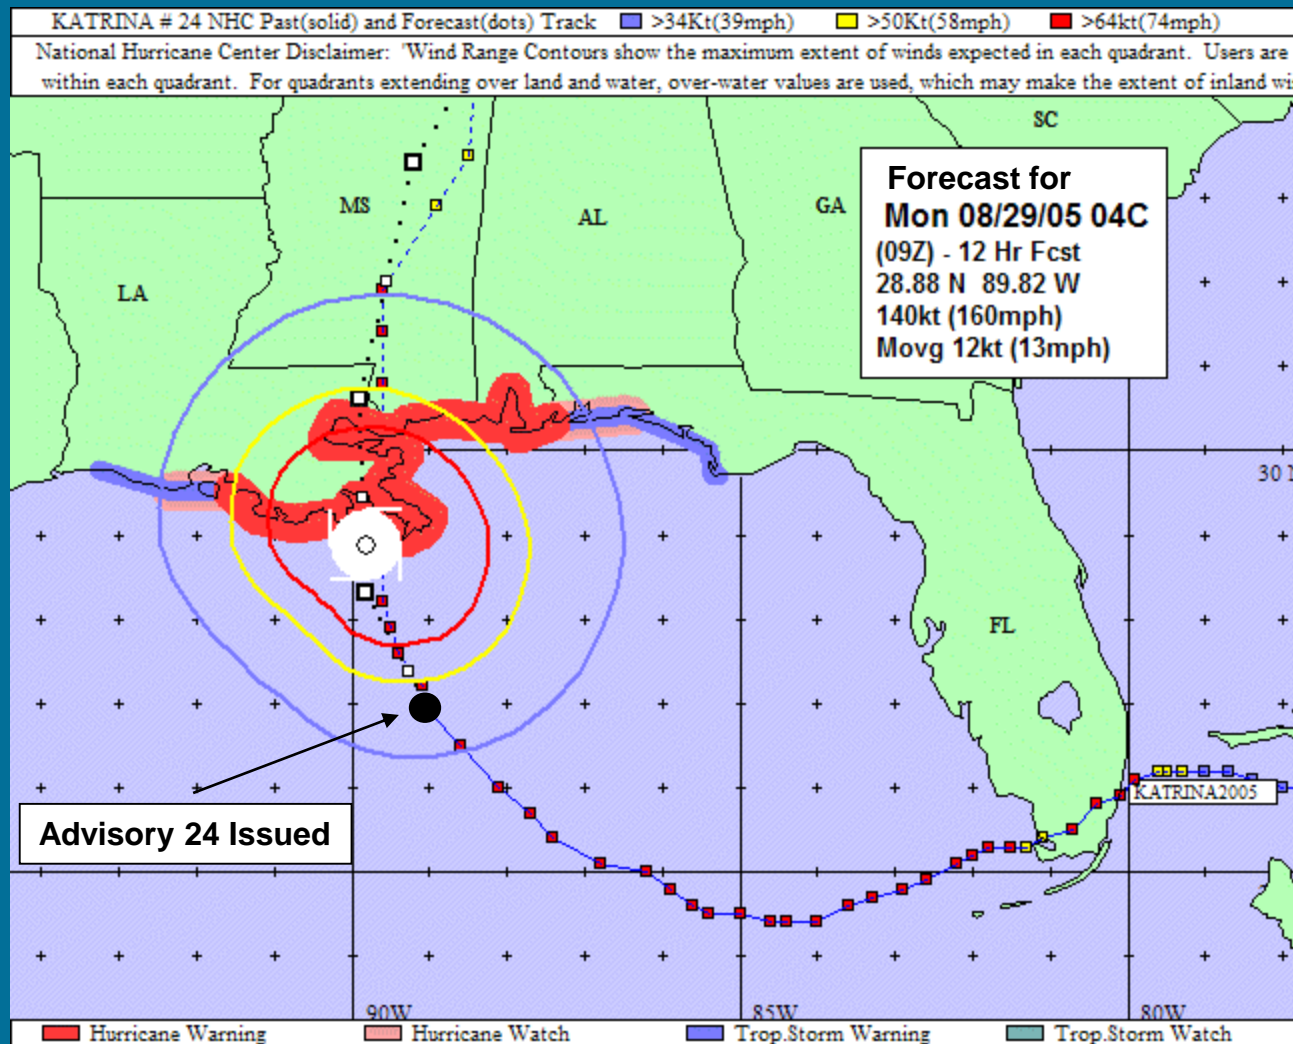 KATRINA # 24 NHC Past(solid) and Forecast(dots) Track >34Kt(39mph) >50Kt(58mph) >64kt(74mph)
National Hurricane Center Disclaimer: 'Wind Range Contours show the maximum extent of winds expected in each quadrant. Users are
within each quadrant. For quadrants extending over land and water, over-water values are used, which may make the extent of inland
SC
MS
AL
GA
LA
Forecast for
Mon 08/29/05 04C
(09Z) - 12 Hr Fcst
28.88 N 89.82 W
140kt (160mph)
Movg 12kt (13mph)
30
FL
KATRINA2005
Advisory 24 Issued
90W 85W 80W
Hurricane Warning Hurricane Watch Trop.Storm Warning Trop.Storm Watch